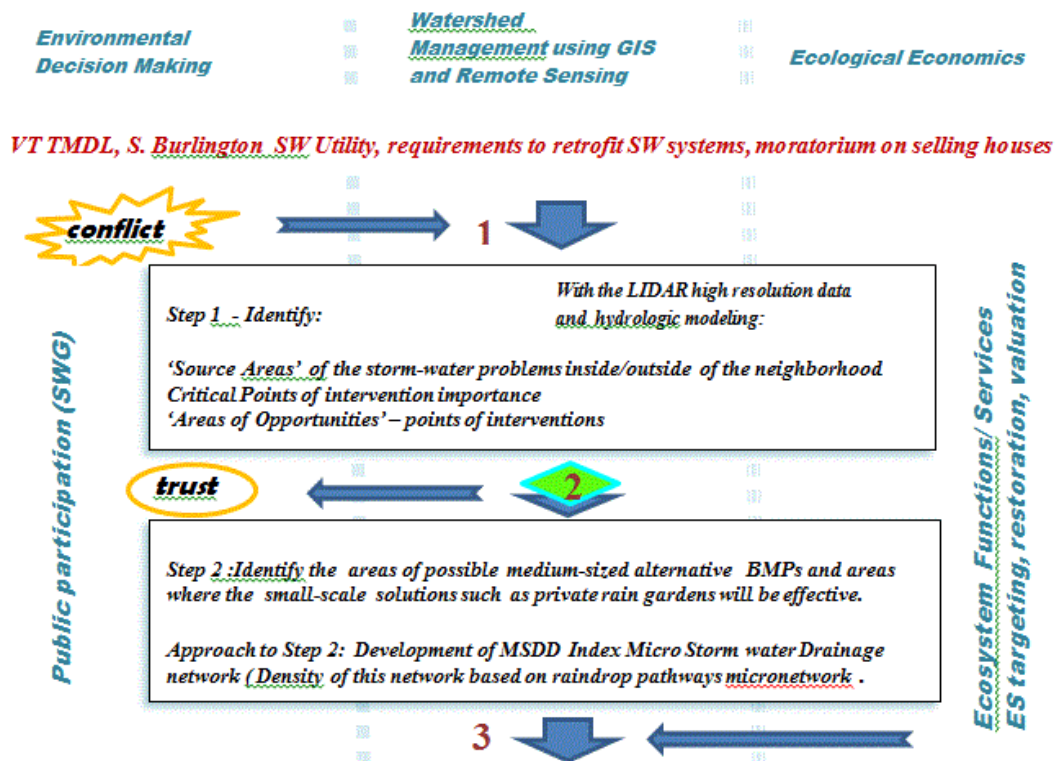 Environmental
Decision Making
Watershed
Management using GIS
and Remote Sensing
Ecological Economics
VT TMDL, S. Burlington SW Utility, requirements to retrofit SW systems, moratorium on selling houses
conflict
1
Step 1 - Identify:
With the LIDAR high resolution data
and hydrologic modeling:
‘Source Areas’ of the storm-water problems inside/outside of the neighborhood
Critical Points of intervention importance
‘Areas of Opportunities’ – points of interventions
Public participation (SWG)
trust
2
Step 2 :Identify the areas of possible medium-sized alternative BMPs and areas
where the small-scale solutions such as private rain gardens will be effective.
Approach to Step 2: Development of MSDD Index Micro Storm water Drainage
network (Density of this network based on raindrop pathways micronetwork .
Ecosystem Functions/ Services
ES targeting, restoration, valuation
3